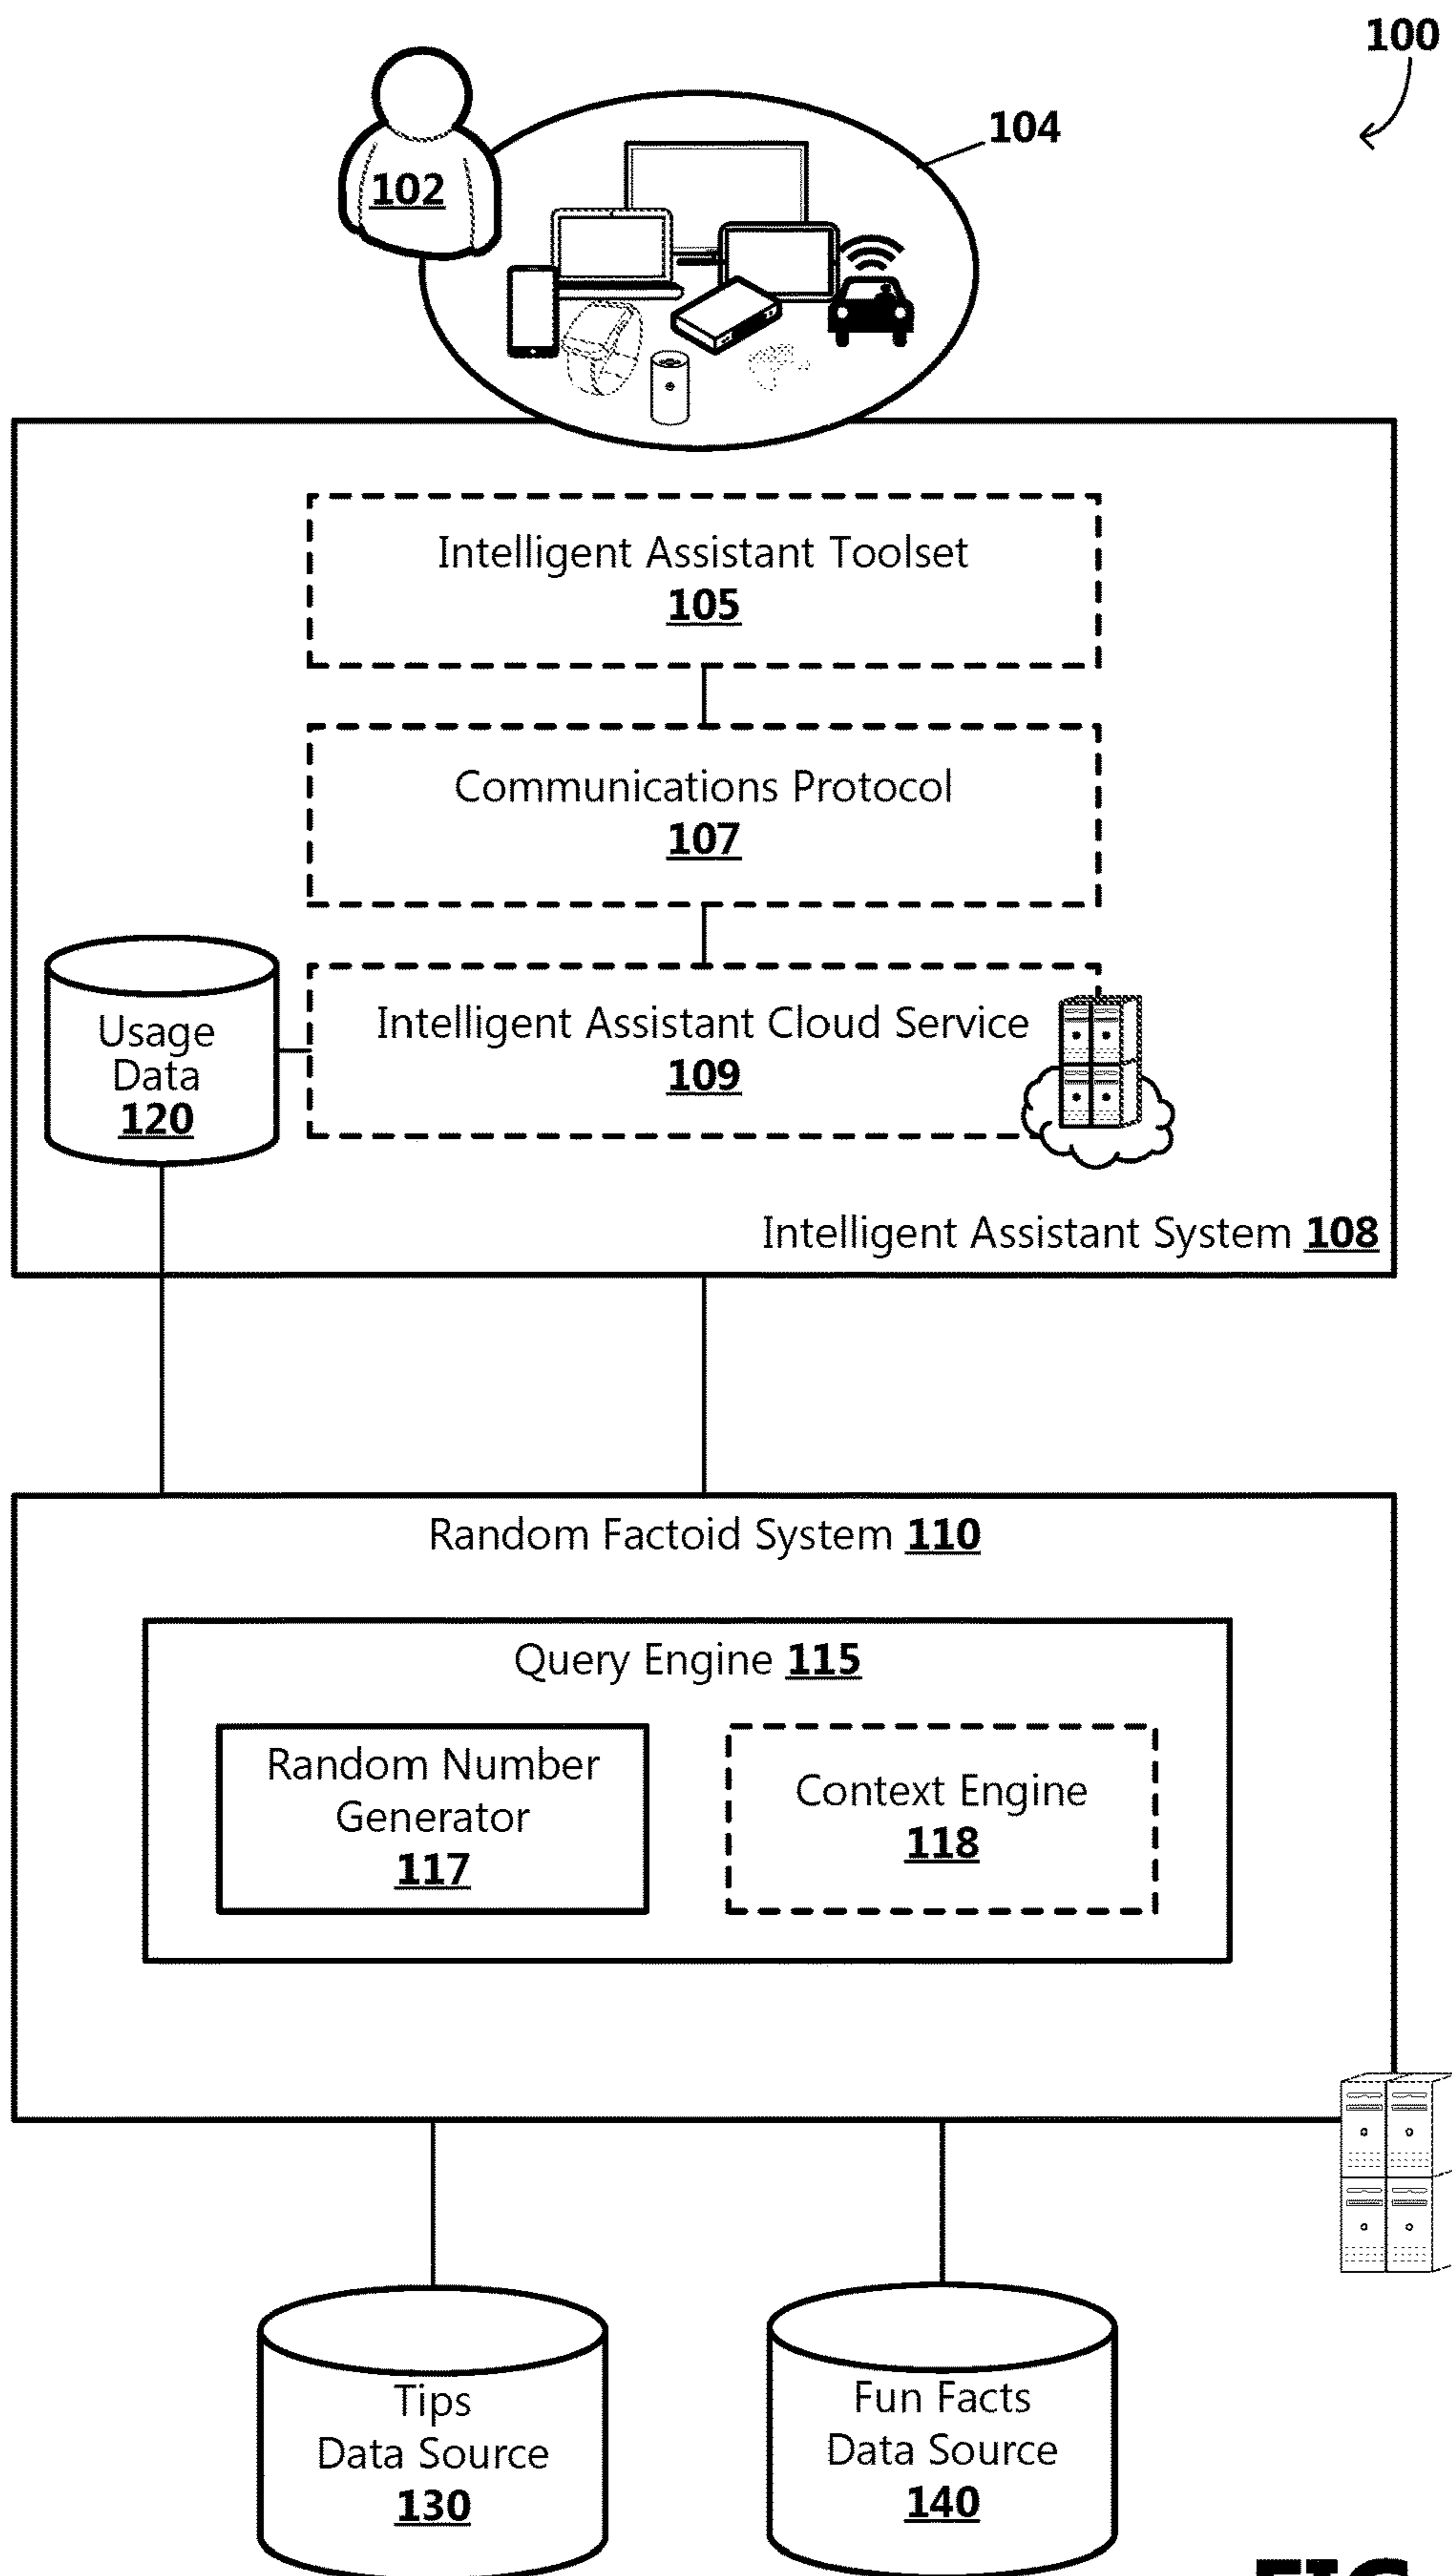 100
104
102
Intelligent Assistant Toolset
105
Communications Protocol
107
Intelligent Assistant Cloud Service
109
Usage
Data
120
Intelligent Assistant System 108
Random Factoid System 110
Query Engine 115
Random Number
Generator
117
Context Engine
118
Tips
Data Source
130
Fun Facts
Data Source
140